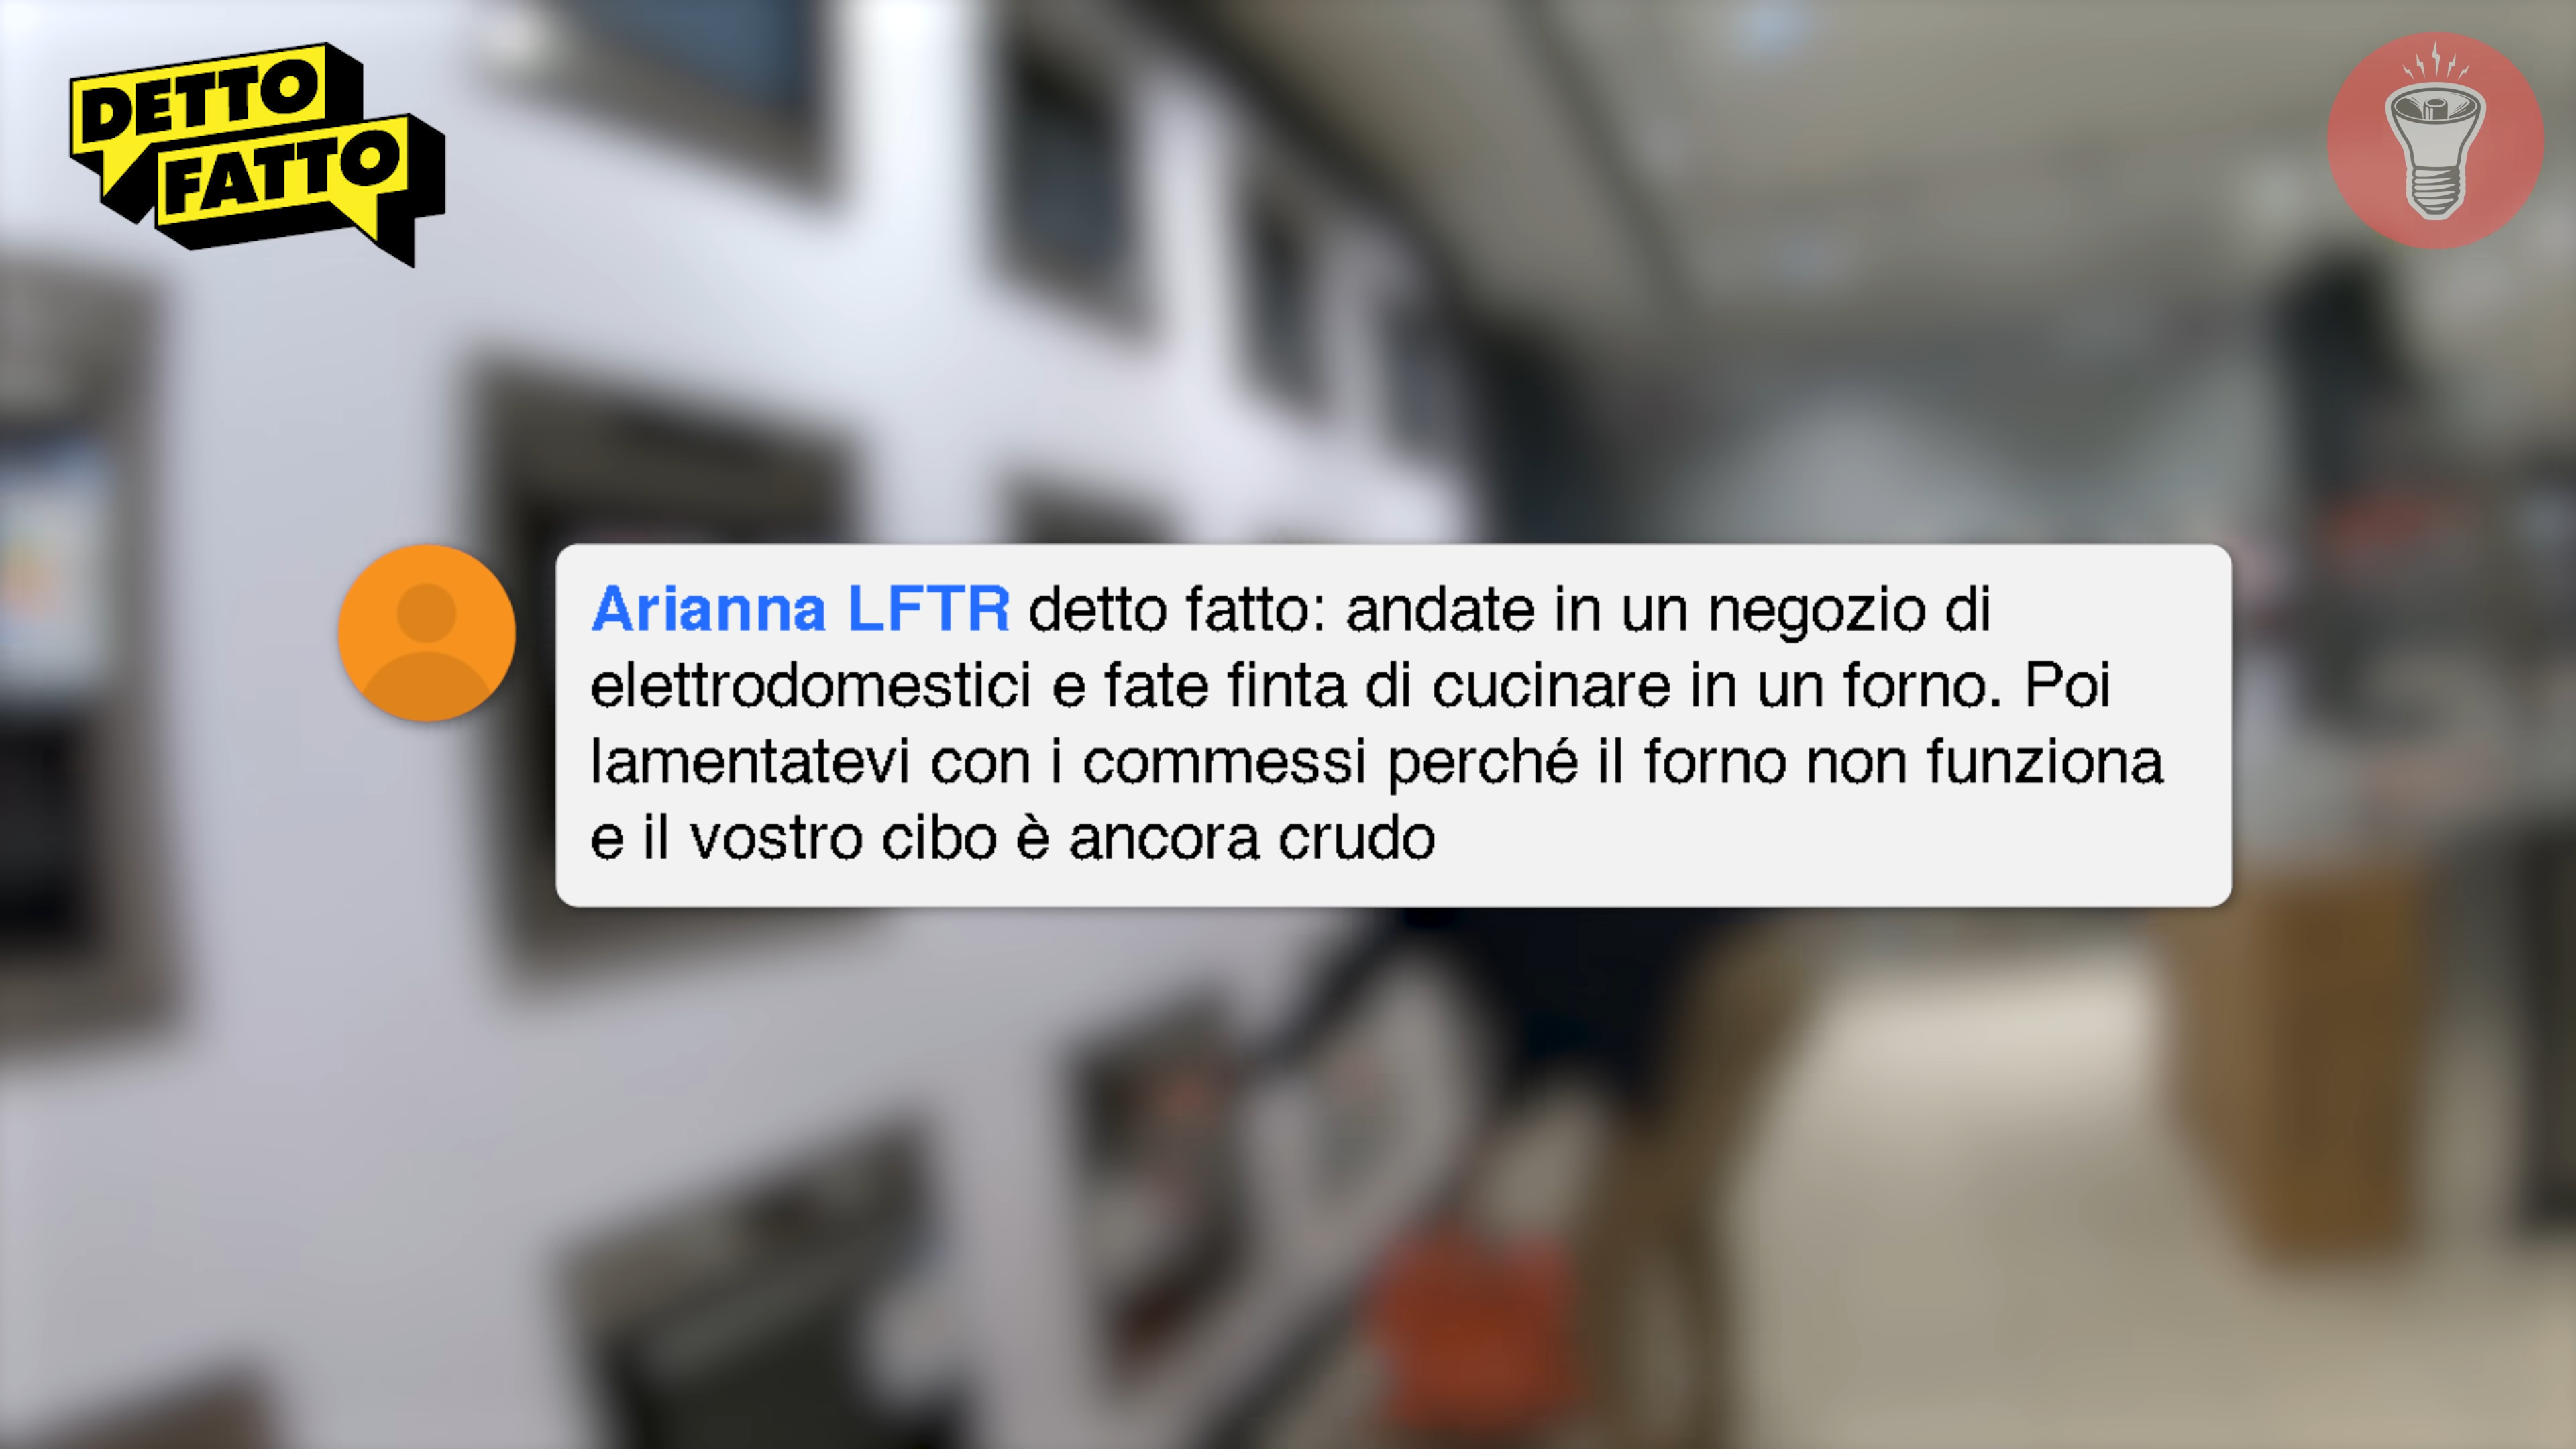 DETTO
FATTO
Arianna LFTR detto fatto: andate in un negozio di
elettrodomestici e fate finta di cucinare in un forno. Poi
lamentatevi con i commessi perché il forno non funziona
e il vostro cibo è ancora crudo